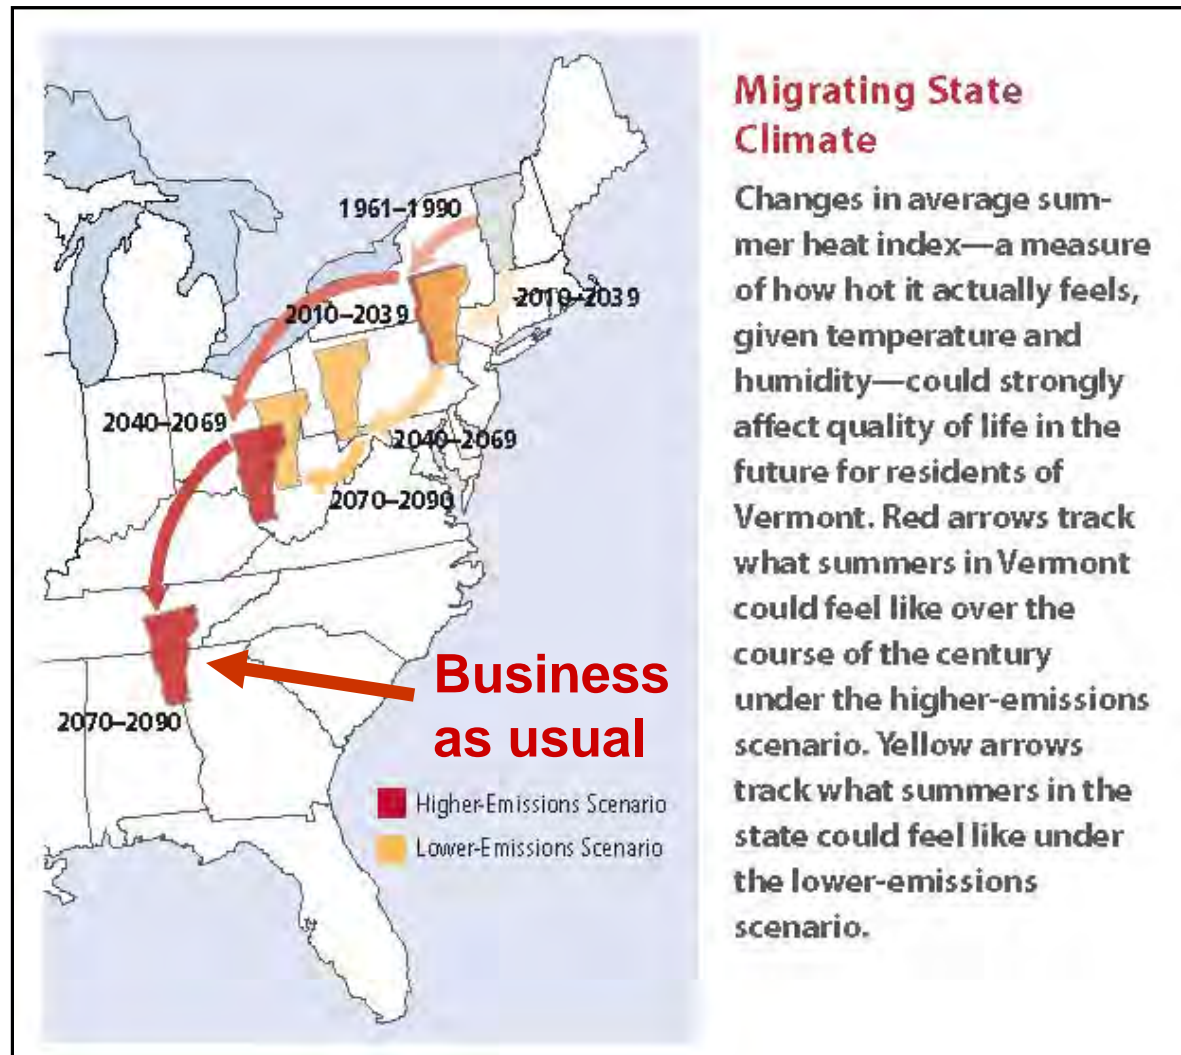 1961–1990
2010–2039
2010–2039
2040–2069
2040–2069
2070–2090
2070–2090
Business
as usual
Higher-Emissions Scenario
Lower-Emissions Scenario
Migrating State
Climate
Changes in average sum-
mer heat index—a measure
of how hot it actually feels,
given temperature and
humidity—could strongly
affect quality of life in the
future for residents of
Vermont. Red arrows track
what summers in Vermont
could feel like over the
course of the century
under the higher-emissions
scenario. Yellow arrows
track what summers in the
state could feel like under
the lower-emissions
scenario.